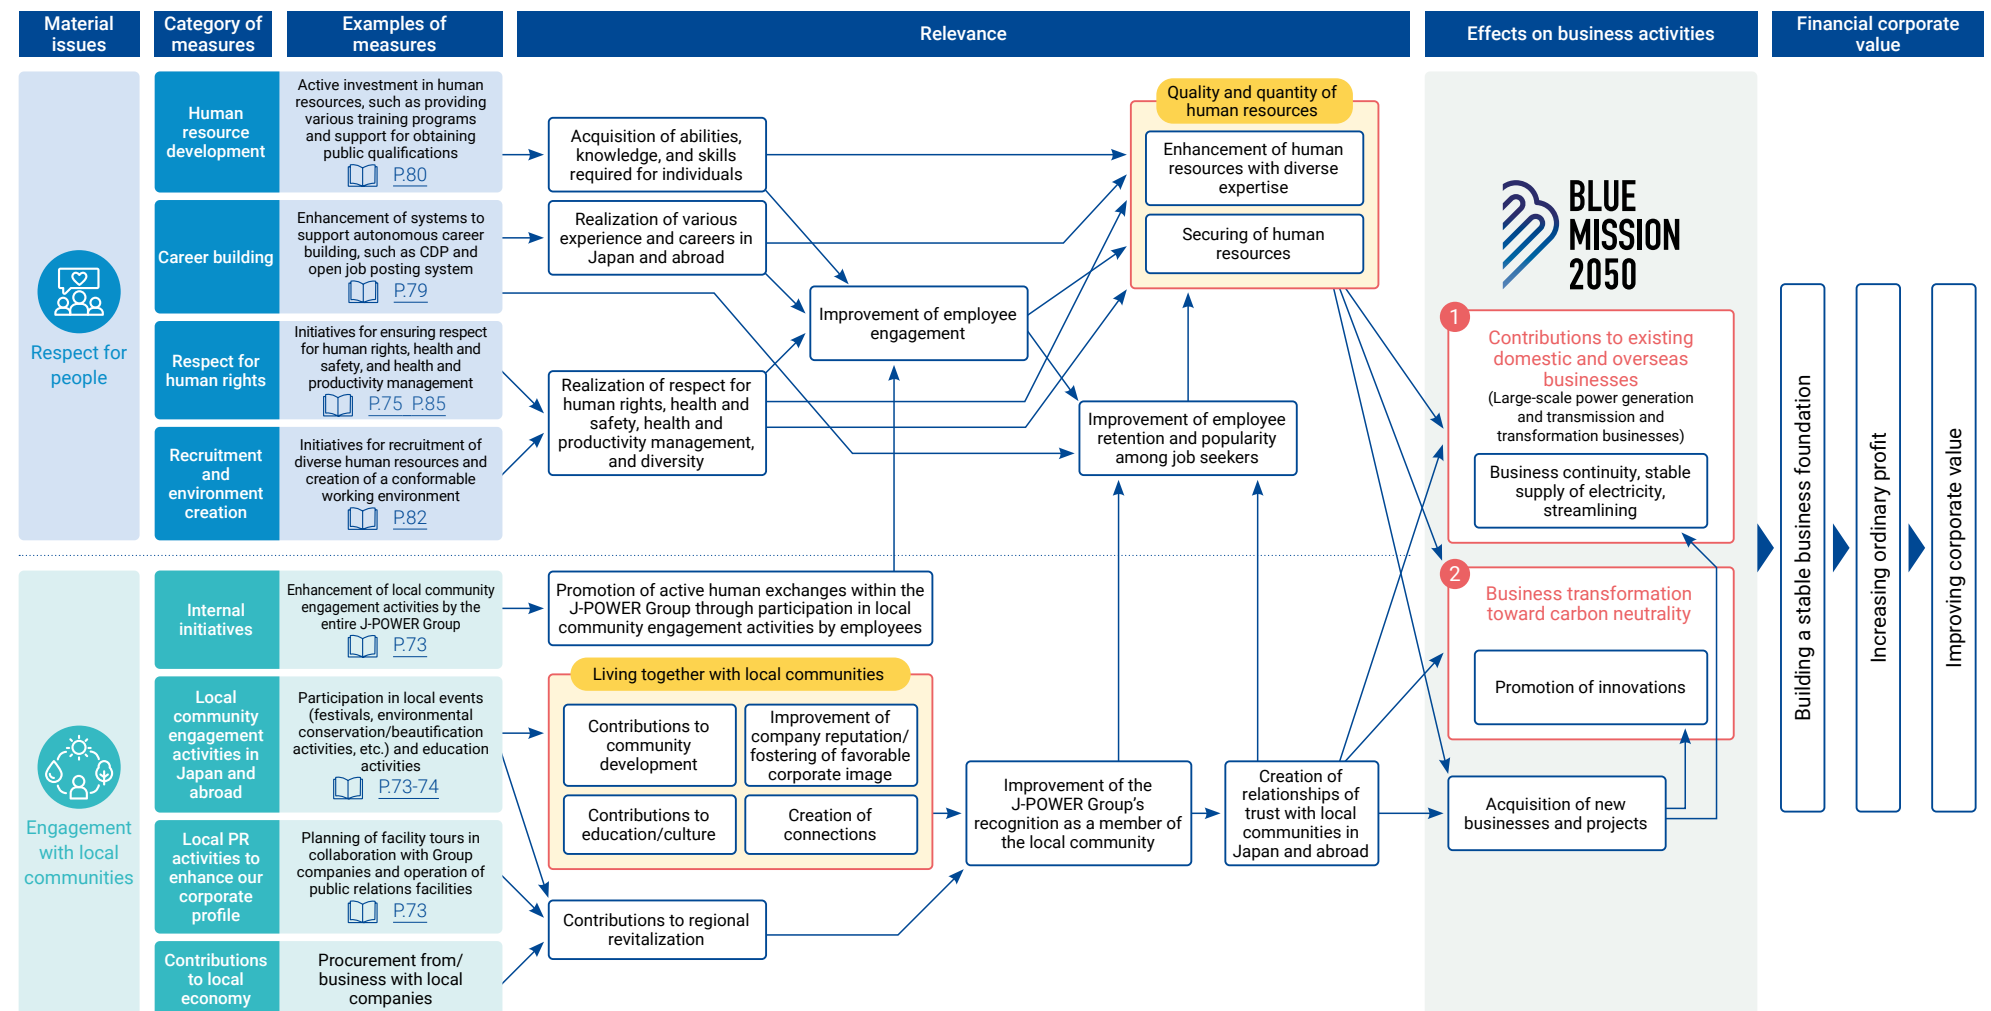 Material
issues
Category of
measures
Examples of
measures
Relevance
Effects on business activities
Financial corporate
value
Respect for
people
Human
resource
development
Active investment in human
resources, such as providing
various training programs
and support for obtaining
public qualifications
P.80
Career building
Enhancement of systems to
support autonomous career
building, such as CDP and
open job posting system
P.79
Respect for
human rights
Initiatives for ensuring respect
for human rights, health and
safety, and health and
productivity management
P.75 P.85
Recruitment
and
environment
creation
Initiatives for recruitment of
diverse human resources and
creation of a conformable
working environment
P.82
Acquisition of abilities,
knowledge, and skills
required for individuals
Realization of various
experience and careers in
Japan and abroad
Improvement of employee
engagement
Realization of respect for
human rights, health and
safety, health and
productivity management,
and diversity
Quality and quantity of
human resources
Enhancement of human
resources with diverse
expertise
Securing of human
resources
Improvement of employee
retention and popularity
among job seekers
Engagement
with local
communities
Internal
initiatives
Enhancement of local community
engagement activities by the
entire J-POWER Group
P.73
Local
community
engagement
activities in
Japan and
abroad
Participation in local events
(festivals, environmental
conservation/beautification
activities, etc.) and education
activities
P.73-74
Local PR
activities to
enhance our
corporate
profile
Planning of facility tours in
collaboration with Group
companies and operation of
public relations facilities
P.73
Contributions
to local
economy
Procurement from/
business with local
companies
Promotion of active human exchanges within the
J-POWER Group through participation in local
community engagement activities by employees
Living together with local communities
Contributions to
community
development
Improvement of
company reputation/
fostering of favorable
corporate image
Contributions to
education/culture
Creation of
connections
Contributions to regional
revitalization
Improvement of the
J-POWER Group's
recognition as a member of
the local community
Creation of
relationships of
trust with local
communities in
Japan and abroad
BLUE
MISSION
2050
1
Contributions to existing
domestic and overseas
businesses
(Large-scale power generation
and transmission and
transformation businesses)
Business continuity, stable
supply of electricity,
streamlining
2
Business transformation
toward carbon neutrality
Promotion of innovations
Acquisition of new
businesses and projects
Building a stable business foundation
Increasing ordinary profit
Improving corporate value